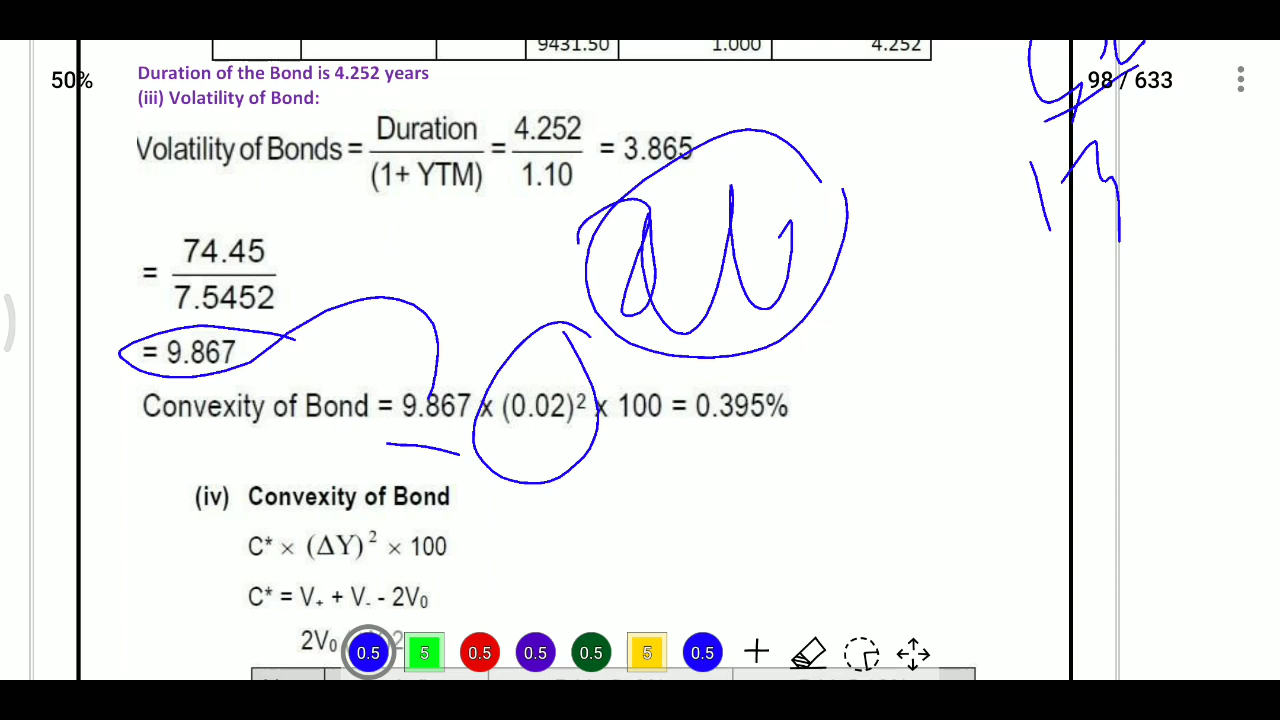 9431.50 1.000 4.252
50%
Duration of the Bond is 4.252 years
98 / 633
(iii) Volatility of Bond:
Volatility of Bonds = Duration / (1+ YTM) = 4.252 / 1.10 = 3.865
= 74.45 / 7.5452
= 9.867
Convexity of Bond = 9.867 x (0.02)² x 100 = 0.395%
(iv) Convexity of Bond
C* × (ΔY)² × 100
C* = V₊ + V₋ - 2V₀
2V₀
0.5 5 0.5 0.5 0.5 5 0.5